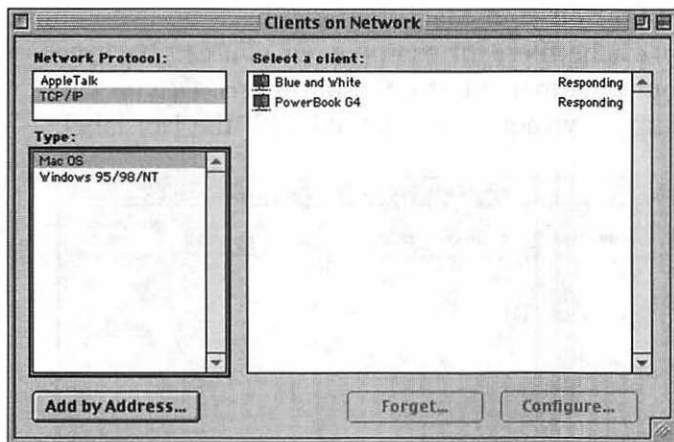 Clients on Network
Network Protocol:
AppleTalk
TCP/IP
Type:
Mac OS
Windows 95/98/NT
Select a client:
Blue and White Responding
PowerBook G4 Responding
Add by Address...
Forget...
Configure...